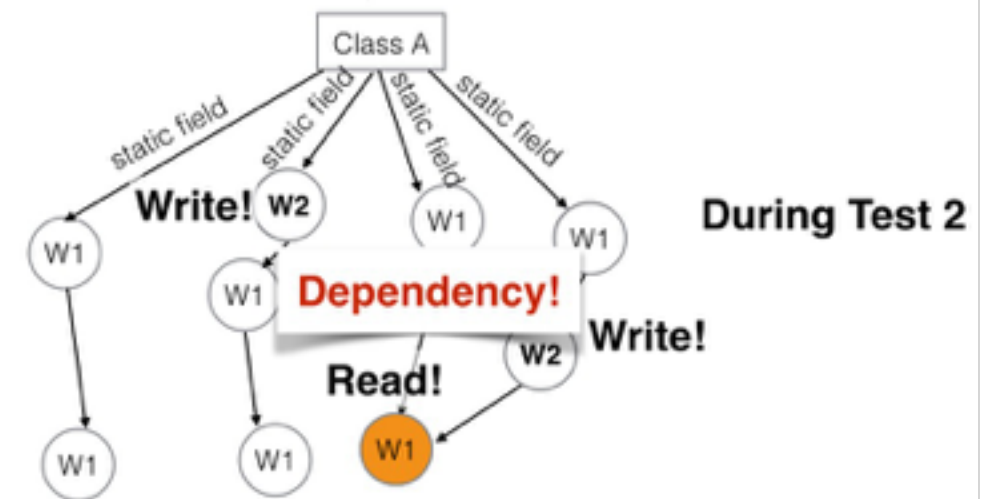 Class A
static field
static field
static field
static field
Write!
W2
W1
W1
W1
During Test 2
W1
Dependency!
W2
Write!
Read!
W1
W1
W1